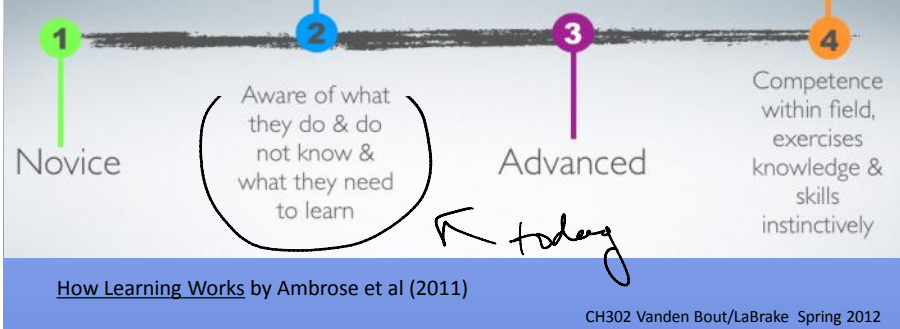 1
2
3
4
Novice
Aware of what
they do & do
not know &
what they need
to learn
Advanced
Competence
within field,
exercises
knowledge &
skills
instinctively
today
How Learning Works by Ambrose et al (2011)
CH302 Vanden Bout/LaBrake Spring 2012